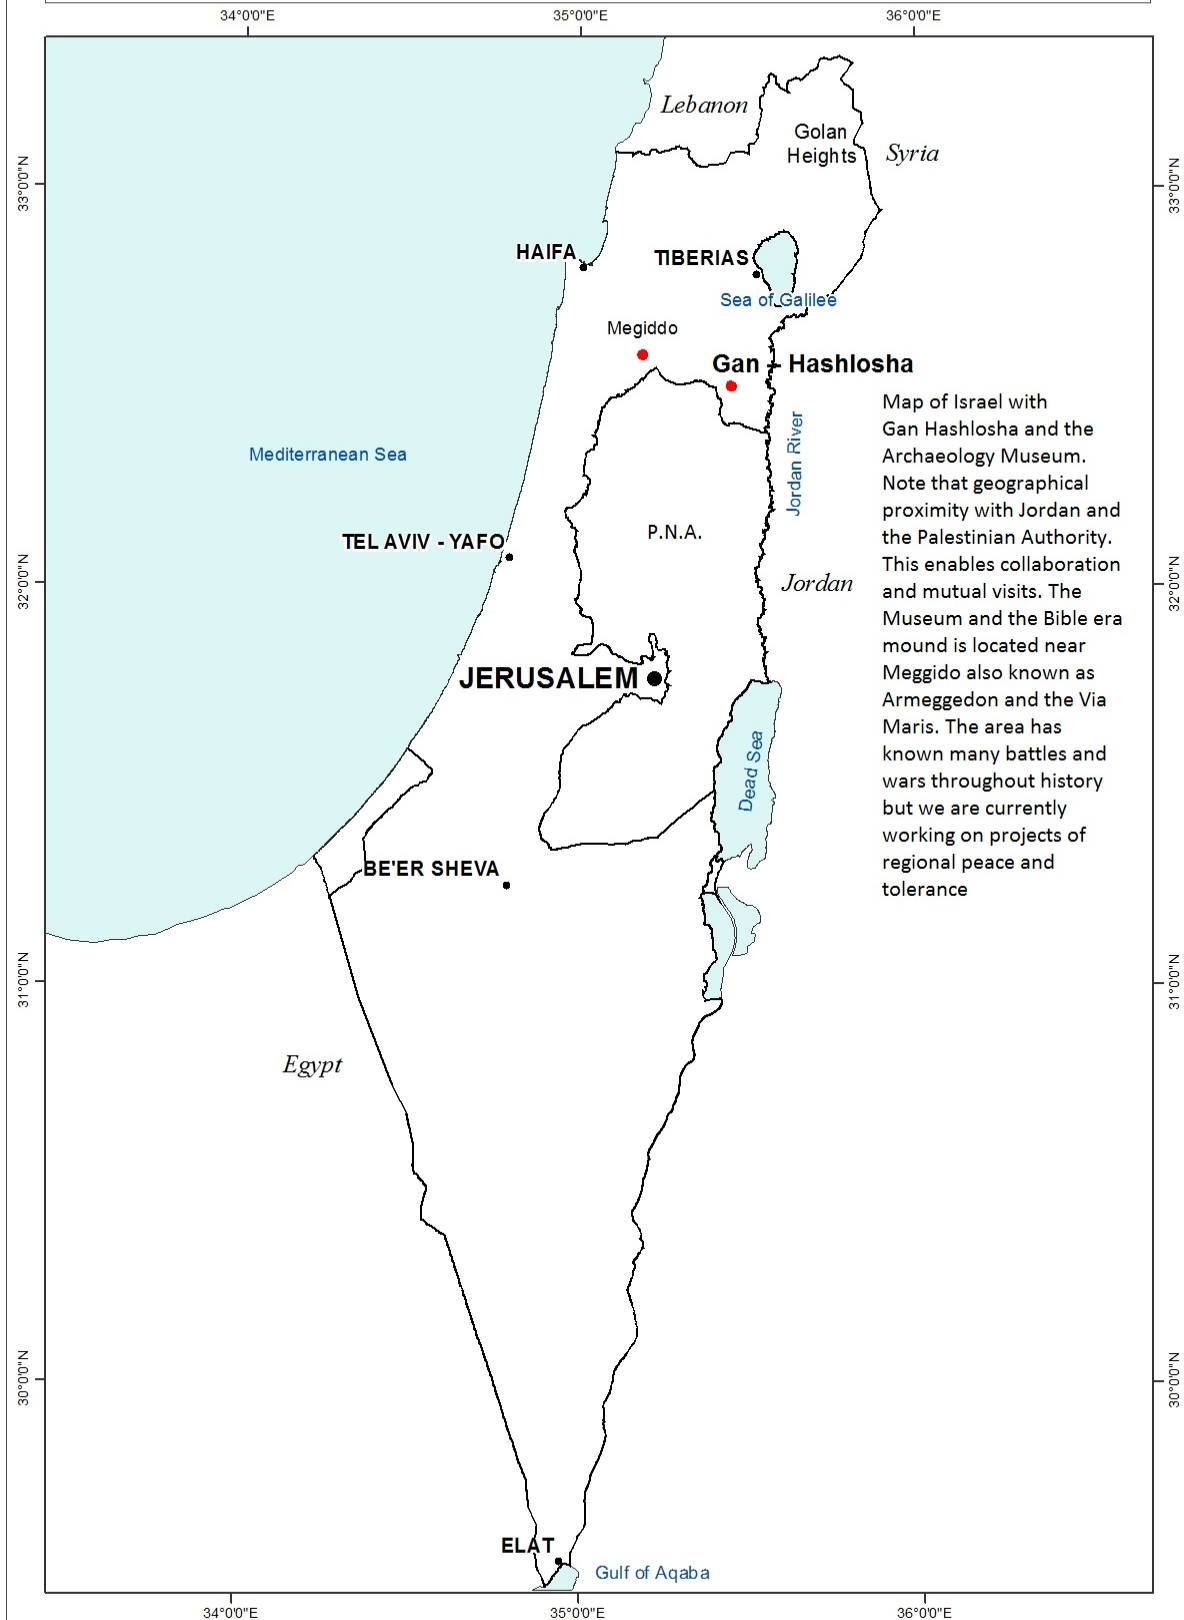 34°0'0"E
35°0'0"E
36°0'0"E
Lebanon
Golan
Heights
Syria
33°0'0"N
33°0'0"N
HAIFA
TIBERIAS
Sea of Galilee
Megiddo
Gan - Hashlosha
Map of Israel with
Gan Hashlosha and the
Archaeology Museum.
Note that geographical
proximity with Jordan and
the Palestinian Authority.
This enables collaboration
and mutual visits. The
Museum and the Bible era
mound is located near
Meggido also known as
Armeggedon and the Via
Maris. The area has
known many battles and
wars throughout history
but we are currently
working on projects of
regional peace and
tolerance
Jordan River
Mediterranean Sea
P.N.A.
TEL AVIV - YAFO
32°0'0"N
32°0'0"N
Jordan
JERUSALEM
Dead Sea
BE'ER SHEVA
31°0'0"N
31°0'0"N
Egypt
30°0'0"N
30°0'0"N
ELAT
Gulf of Aqaba
34°0'0"E
35°0'0"E
36°0'0"E